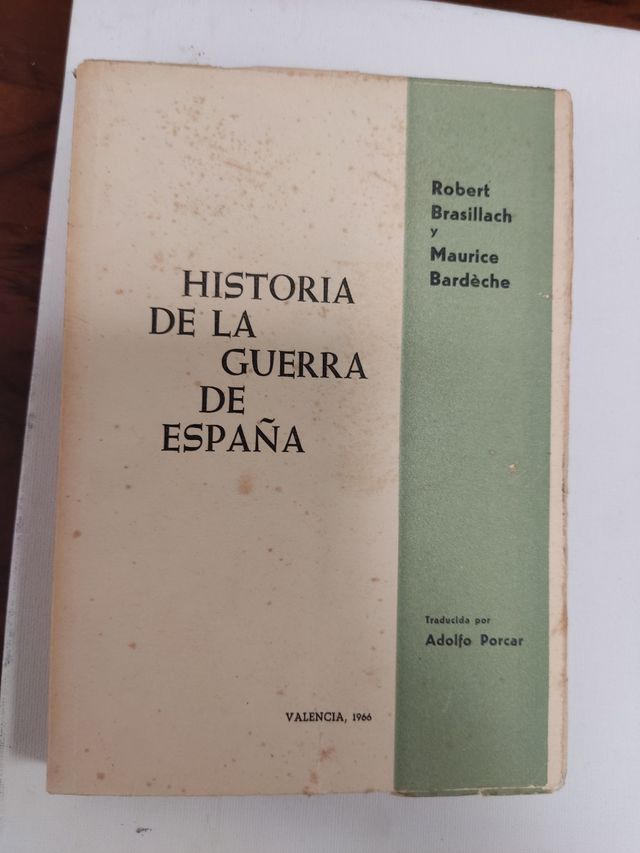 HISTORIA
DE LA
GUERRA
DE
ESPAÑA
VALENCIA, 1966
Robert
Brasillach
y
Maurice
Bardèche
Traducida por
Adolfo Porcar